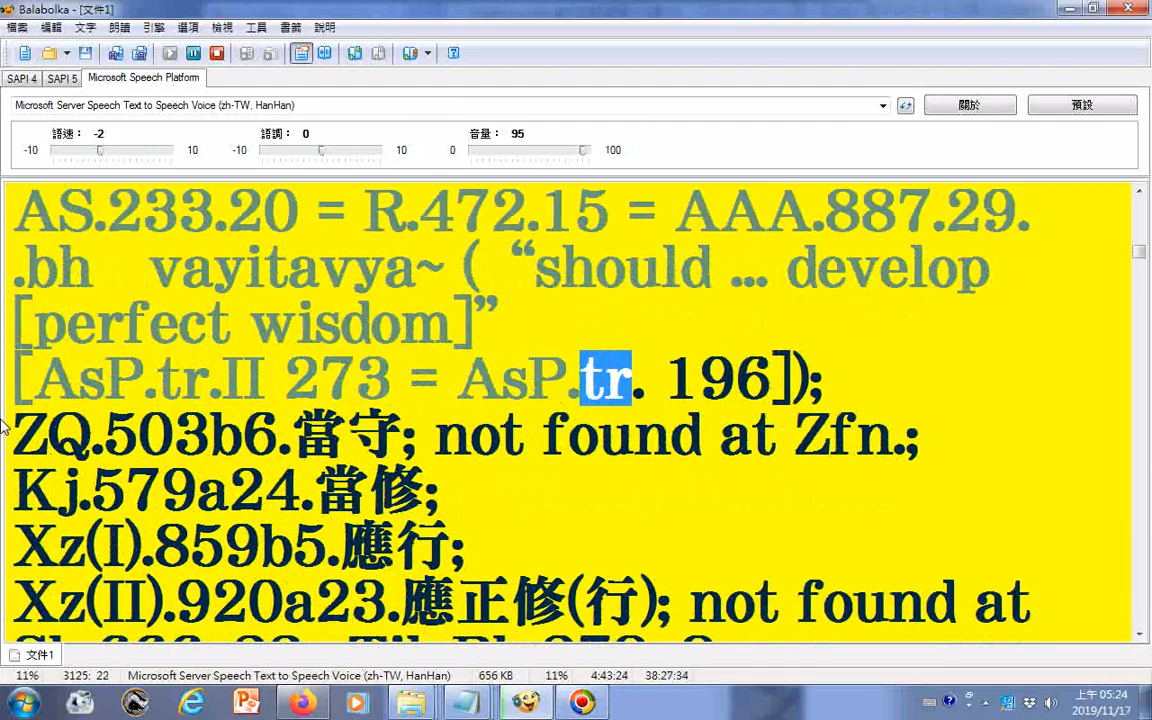 Balabolka - [文件1]
檔案 編輯 文字 朗讀 引擎 選項 檢視 工具 書籤 說明
SAPI 4 SAPI 5 Microsoft Speech Platform
Microsoft Server Speech Text to Speech Voice (zh-TW, HanHan) 關於 預設
語速： -2 語調： 0 音量： 95
-10 10 -10 10 0 100
AS.233.20 = R.472.15 = AAA.887.29.
.bh vayitavya~ ( “should ... develop
[perfect wisdom]”
[AsP.tr.II 273 = AsP.tr. 196]);
ZQ.503b6.當守; not found at Zfn.;
Kj.579a24.當修;
Xz(I).859b5.應行;
Xz(II).920a23.應正修(行); not found at
文件1
11% 3125: 22 Microsoft Server Speech Text to Speech Voice (zh-TW, HanHan) 656 KB 11% 4:43:24 38:27:34
上午 05:24
2019/11/17